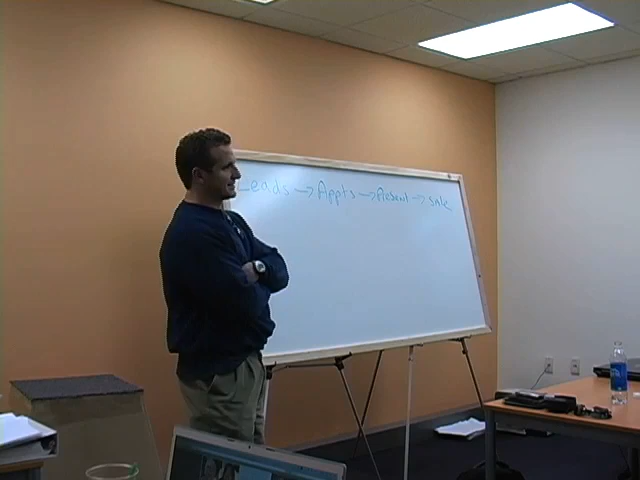 Leads → Appts → Present → Sale